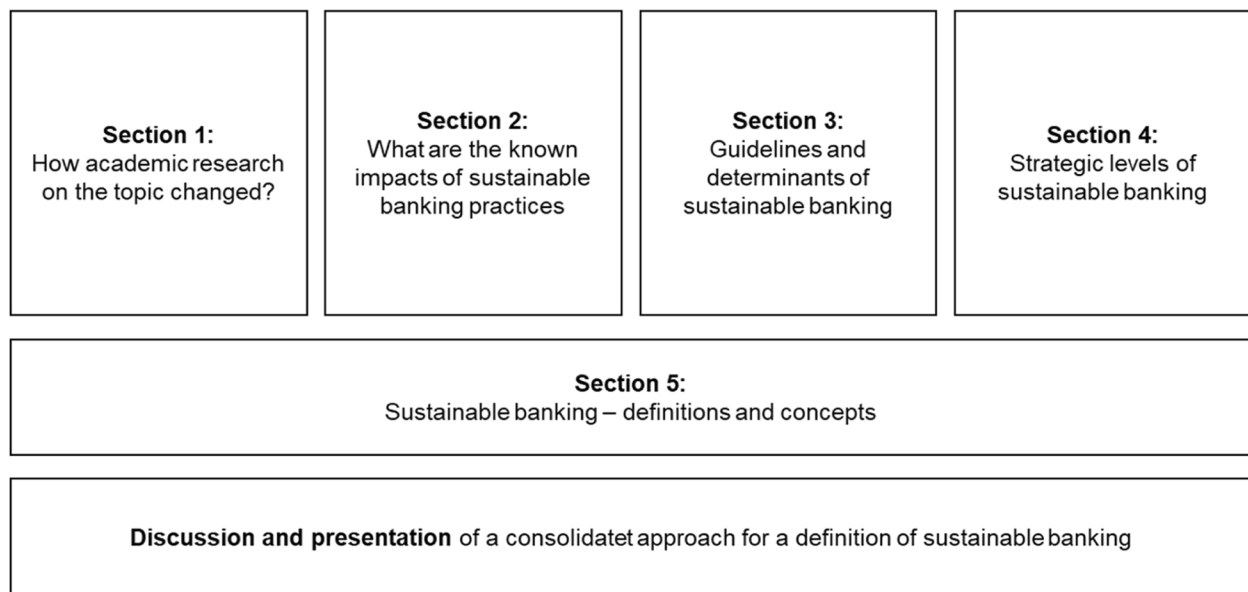 Section 1:
How academic research
on the topic changed?
Section 2:
What are the known
impacts of sustainable
banking practices
Section 3:
Guidelines and
determinants of
sustainable banking
Section 4:
Strategic levels of
sustainable banking
Section 5:
Sustainable banking – definitions and concepts
Discussion and presentation of a consolidatet approach for a definition of sustainable banking